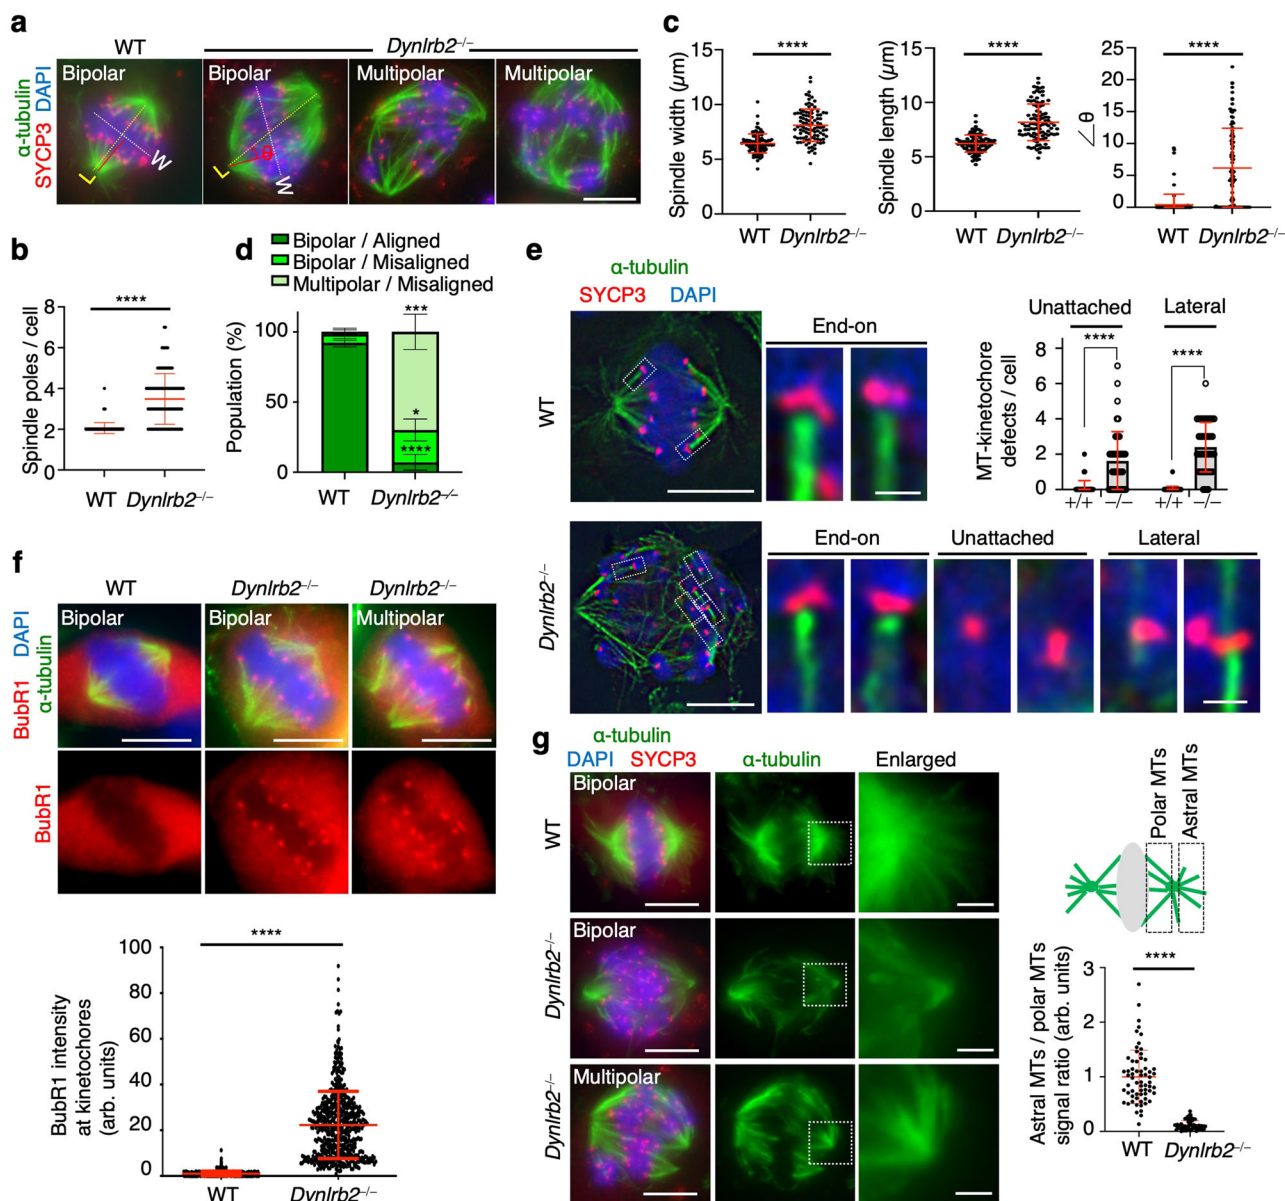 a
WT
Dynlrb2–/–
α-tubulin
SYCP3 DAPI
Bipolar
Bipolar
Multipolar
Multipolar
L
W
L
θ
W
b
Spindle poles / cell
8
6
4
2
0
****
WT Dynlrb2–/–
c
Spindle width (µm)
15
10
5
0
****
WT Dynlrb2–/–
Spindle length (µm)
15
10
5
0
****
WT Dynlrb2–/–
∠θ
25
20
15
10
5
0
****
WT Dynlrb2–/–
d
Bipolar / Aligned
Bipolar / Misaligned
Multipolar / Misaligned
Population (%)
100
50
0
***
*
****
WT Dynlrb2–/–
e
α-tubulin
SYCP3 DAPI
WT
End-on
Unattached Lateral
MT-kinetochore
defects / cell
8
6
4
2
0
****
****
+/+ –/– +/+ –/–
Dynlrb2–/–
End-on
Unattached
Lateral
f
WT
Dynlrb2–/–
Dynlrb2–/–
BubR1 DAPI
α-tubulin
Bipolar
Bipolar
Multipolar
BubR1
BubR1 intensity
at kinetochores
(arb. units)
100
80
60
40
20
0
****
WT Dynlrb2–/–
g
α-tubulin
DAPI SYCP3
α-tubulin
Enlarged
WT
Bipolar
Dynlrb2–/–
Bipolar
Dynlrb2–/–
Multipolar
Polar MTs
Astral MTs
Astral MTs / polar MTs
signal ratio (arb. units)
3
2
1
0
****
WT Dynlrb2–/–